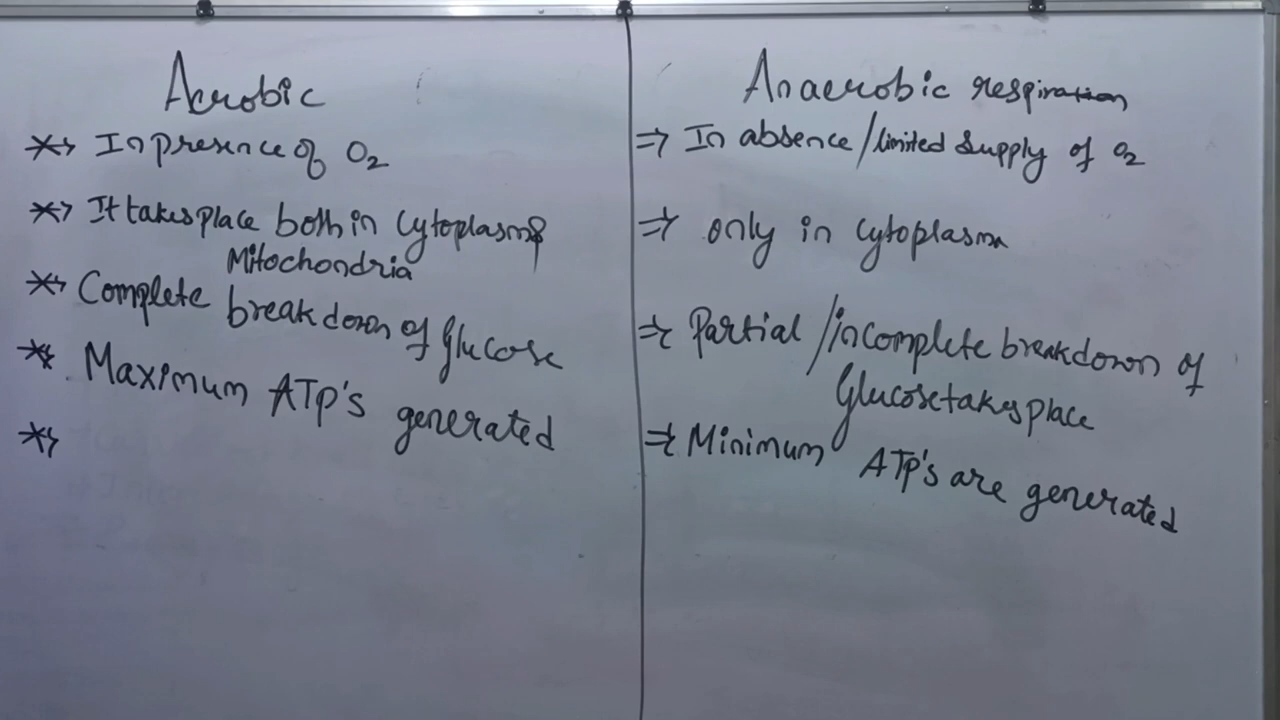 Aerobic
*→ In presence of O2
*→ It takes place both in Cytoplasm &
Mitochondria
*→ Complete breakdown of Glucose
*→ Maximum ATp's generated
*→
Anaerobic respiration
⇒ In absence/limited Supply of O2
⇒ only in Cytoplasm
⇒ Partial/incomplete breakdown of
Glucose takes place
⇒ Minimum ATp's are generated